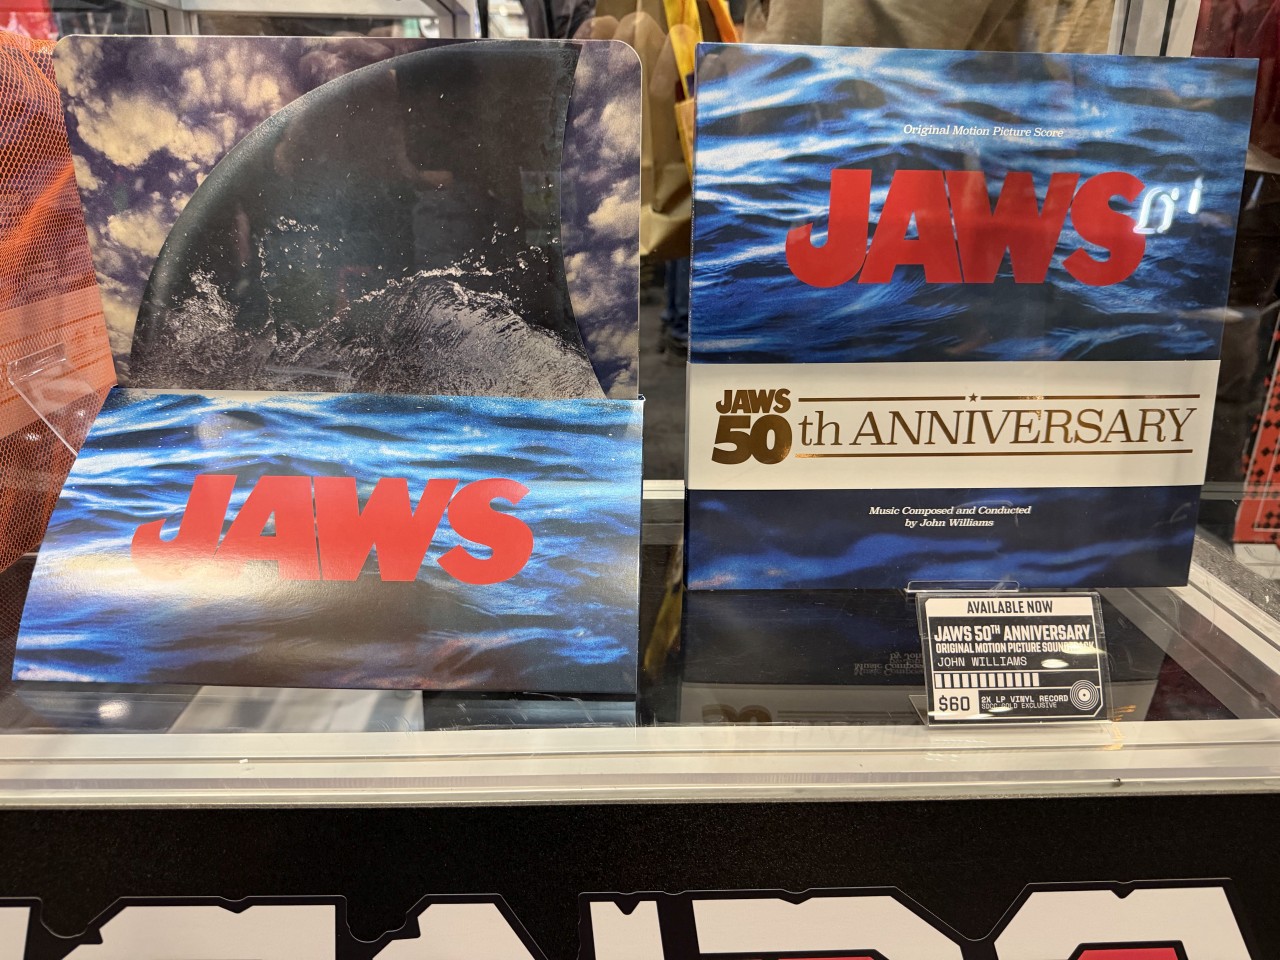 JAWS
Original Motion Picture Score
JAWS
JAWS
50th ANNIVERSARY
Music Composed and Conducted
by John Williams
AVAILABLE NOW
JAWS 50TH ANNIVERSARY
ORIGINAL MOTION PICTURE SOUNDTRACK
JOHN WILLIAMS
$60
2X LP VINYL RECORD
SDCC GOLD EXCLUSIVE